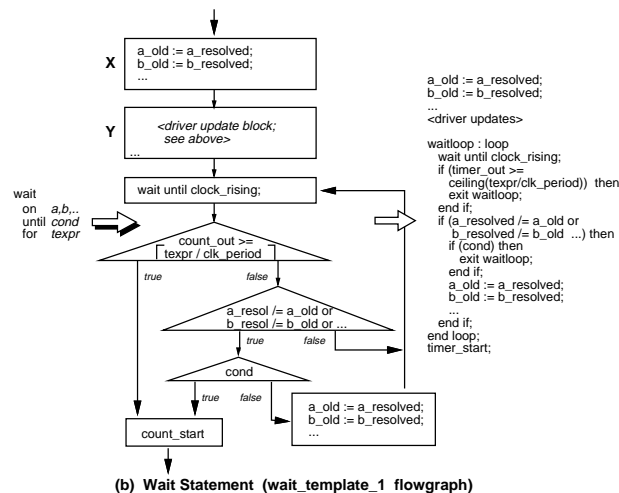 X
a_old := a_resolved;
b_old := b_resolved;
...
Y
<driver update block;
see above>
...
wait until clock_rising;
wait
on a,b,..
until cond
for texpr
count_out >=
texpr / clk_period
true
false
a_resol /= a_old or
b_resol /= b_old or ...
true
false
cond
true
false
a_old := a_resolved;
b_old := b_resolved;
...
count_start
a_old := a_resolved;
b_old := b_resolved;
...
<driver updates>
waitloop : loop
wait until clock_rising;
if (timer_out >=
ceiling(texpr/clk_period)) then
exit waitloop;
end if;
if (a_resolved /= a_old or
b_resolved /= b_old ...) then
if (cond) then
exit waitloop;
end if;
a_old := a_resolved;
b_old := b_resolved;
...
end if;
end loop;
timer_start;
(b) Wait Statement (wait_template_1 flowgraph)